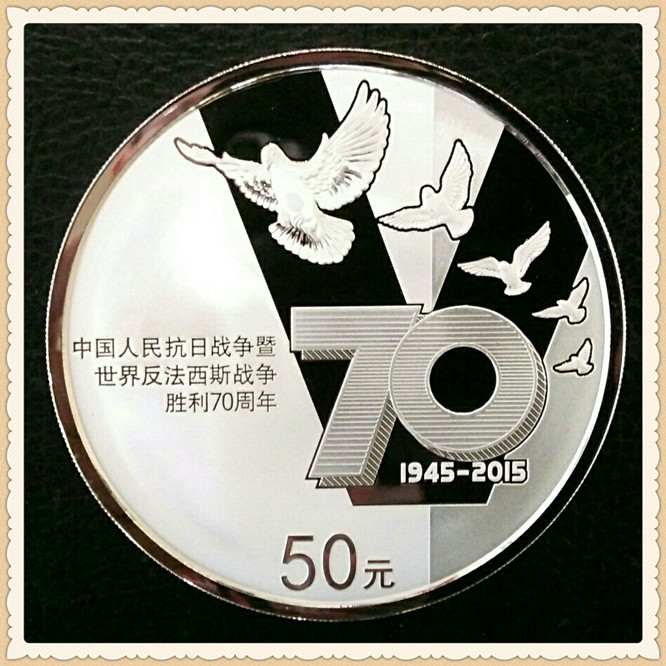 中国人民抗日战争暨
世界反法西斯战争
胜利70周年
70
1945-2015
50元